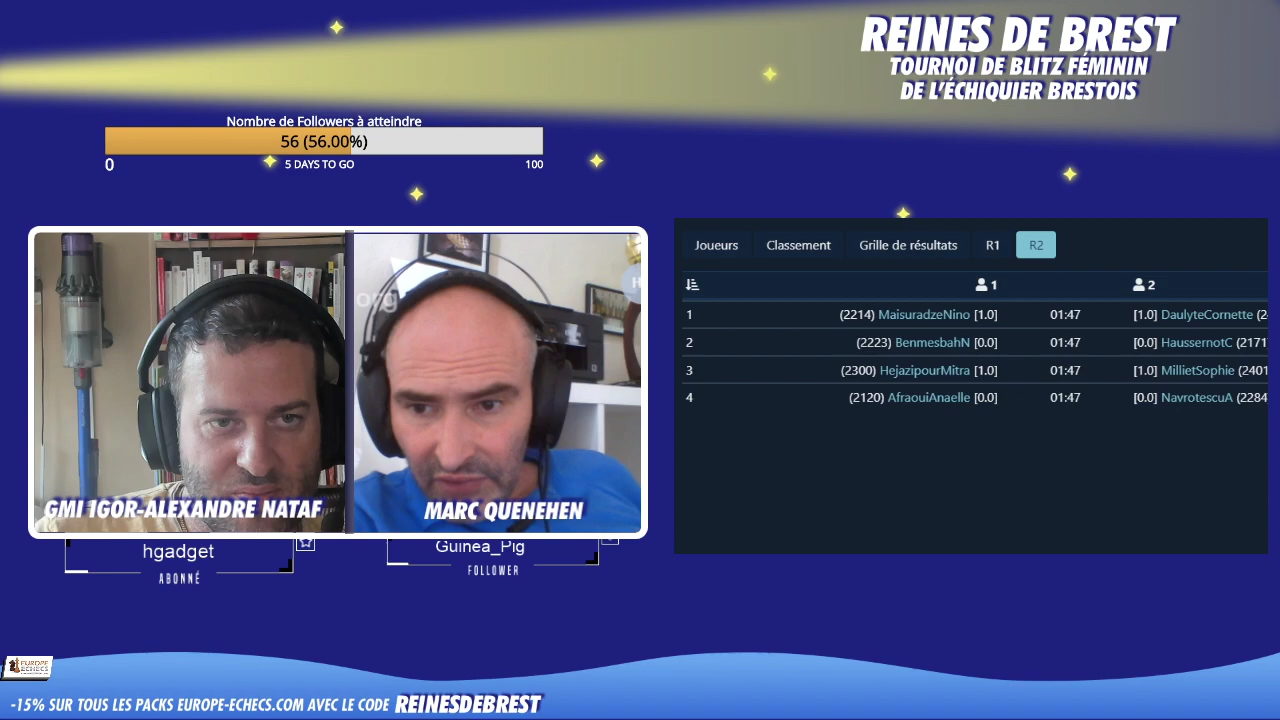 REINES DE BREST
TOURNOI DE BLITZ FÉMININ
DE L'ÉCHIQUIER BRESTOIS
Nombre de Followers à atteindre
56 (56.00%)
0 5 DAYS TO GO 100
Joueurs Classement Grille de résultats R1 R2
1 2
1 (2214) MaisuradzeNino [1.0] 01:47 [1.0] DaulyteCornette (2
2 (2223) BenmesbahN [0.0] 01:47 [0.0] HaussernotC (2171
3 (2300) HejazipourMitra [1.0] 01:47 [1.0] MillietSophie (2401
4 (2120) AfraouiAnaelle [0.0] 01:47 [0.0] NavrotescuA (2284
org
H
GMI IGOR-ALEXANDRE NATAF
MARC QUENEHEN
hgadget
ABONNÉ
Guinea_Pig
FOLLOWER
EUROPE
ECHECS
-15% SUR TOUS LES PACKS EUROPE-ECHECS.COM AVEC LE CODE REINESDEBREST